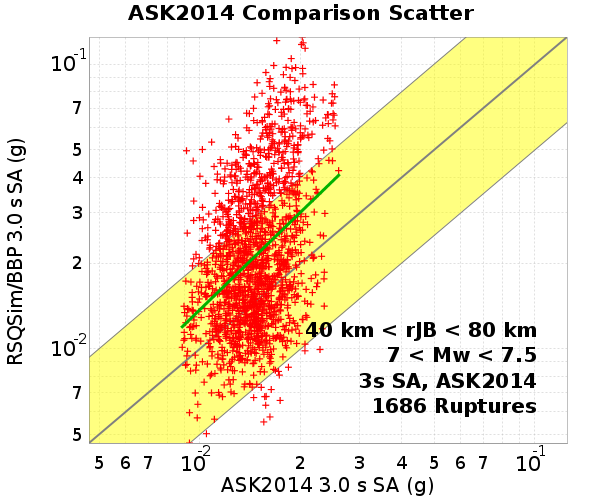 ASK2014 Comparison Scatter
RSQSim/BBP 3.0 s SA (g)
10-1
7
5
4
3
2
10-2
7
5
40 km < rJB < 80 km
7 < Mw < 7.5
3s SA, ASK2014
1686 Ruptures
5 6 7 10-2 2 3 4 5 6 7 10-1
ASK2014 3.0 s SA (g)